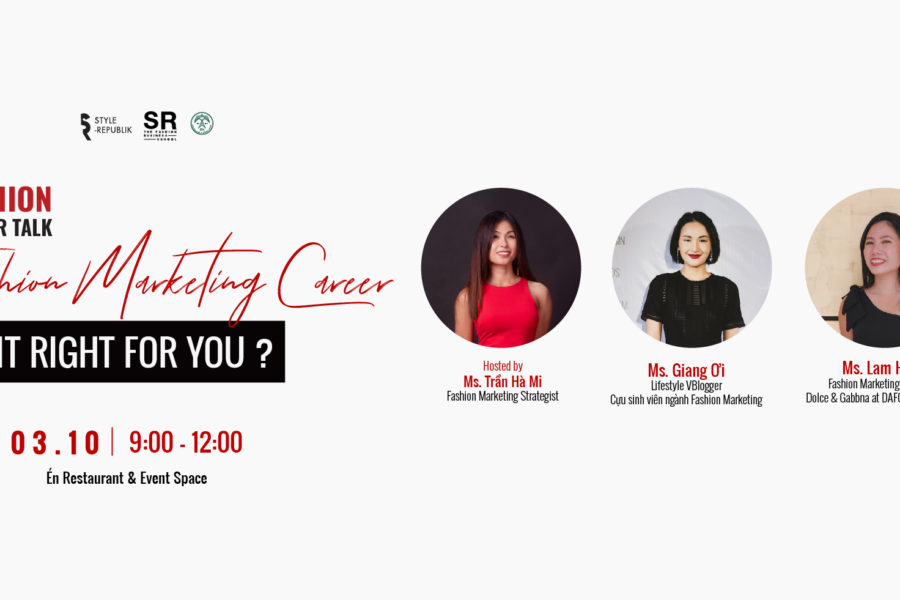 STYLE
-REPUBLIK
SR
THE FASHION
BUSINESS
SCHOOL
HION
R TALK
hion Marketing Career
IT RIGHT FOR YOU ?
03.10
9:00 - 12:00
Én Restaurant & Event Space
Hosted by
Ms. Trần Hà Mi
Fashion Marketing Strategist
Ms. Giang Ơi
Lifestyle VBlogger
Cựu sinh viên ngành Fashion Marketing
Ms. Lam H
Fashion Marketing
Dolce & Gabbna at DAFC